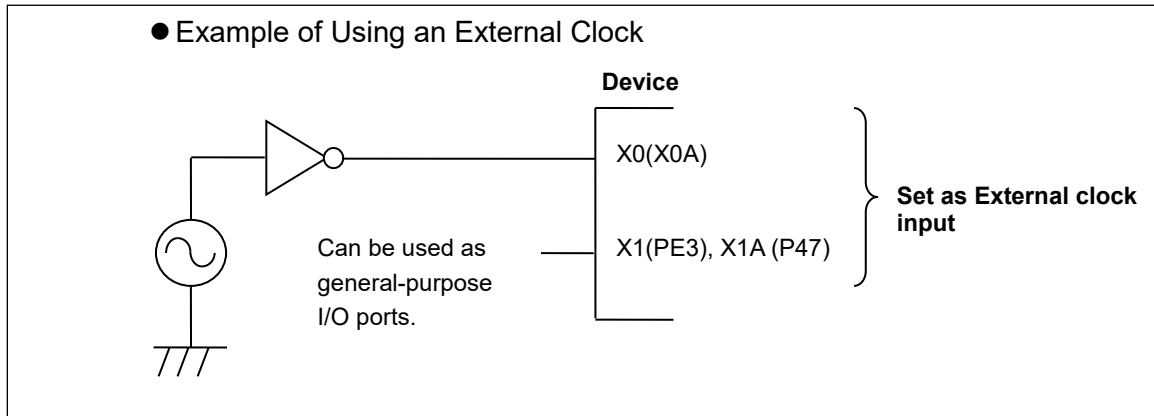 ● Example of Using an External Clock
Device
X0(X0A)
Set as External clock
input
Can be used as
general-purpose
I/O ports.
X1(PE3), X1A (P47)